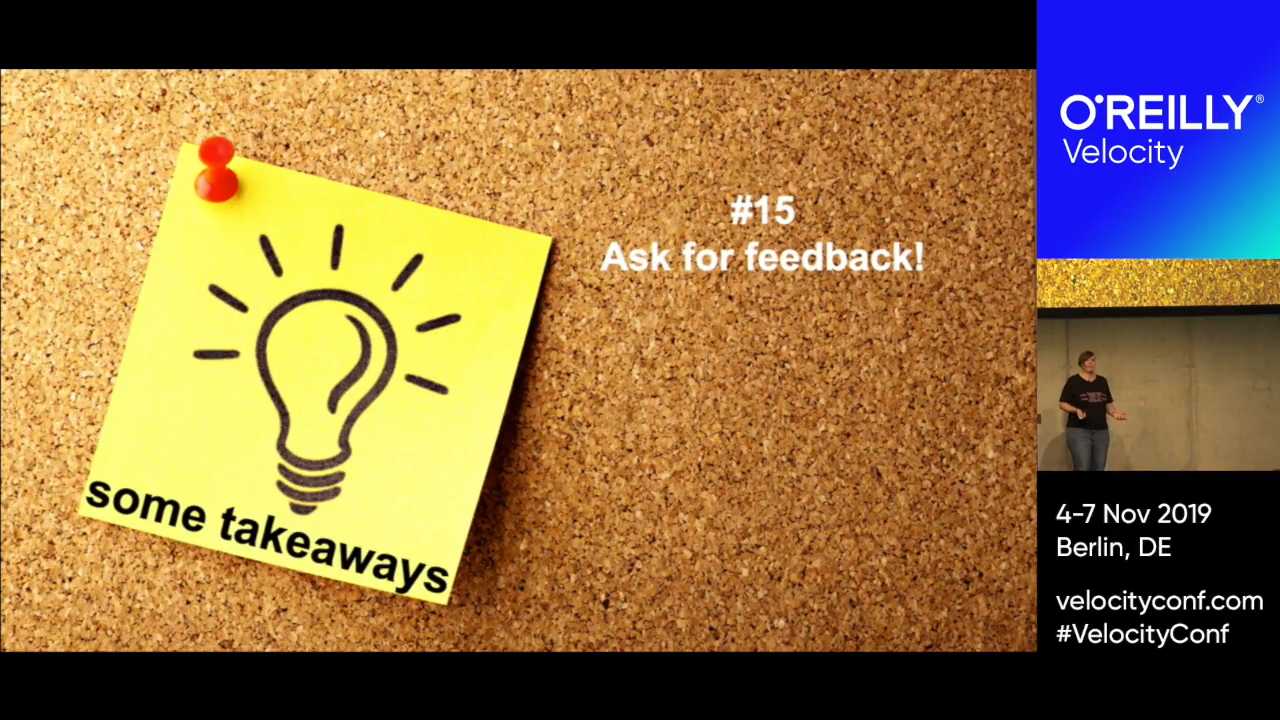 #15
Ask for feedback!
some takeaways
O'REILLY®
Velocity
4-7 Nov 2019
Berlin, DE
velocityconf.com
#VelocityConf